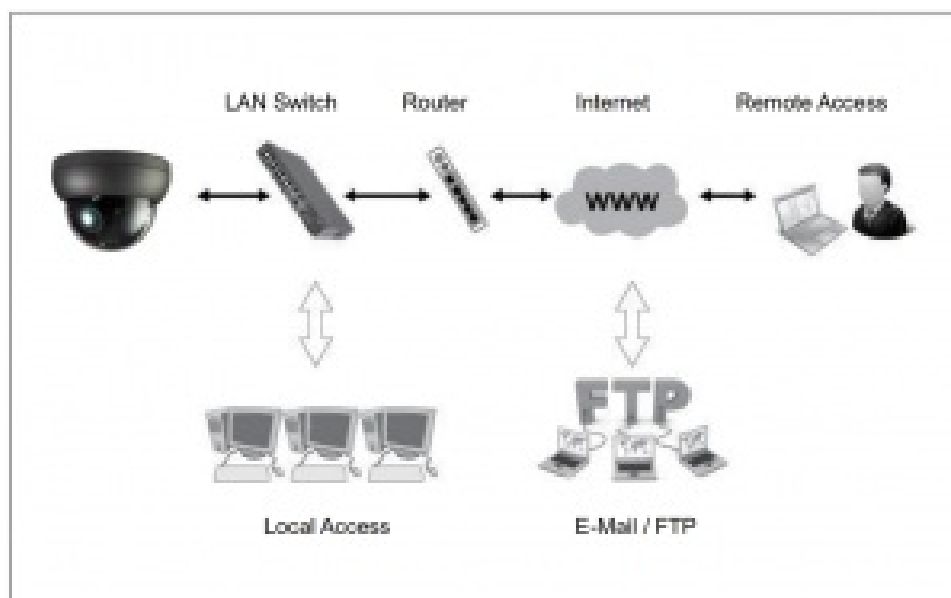 LAN Switch
Router
Internet
Remote Access
WWW
FTP
Local Access
E-Mail / FTP